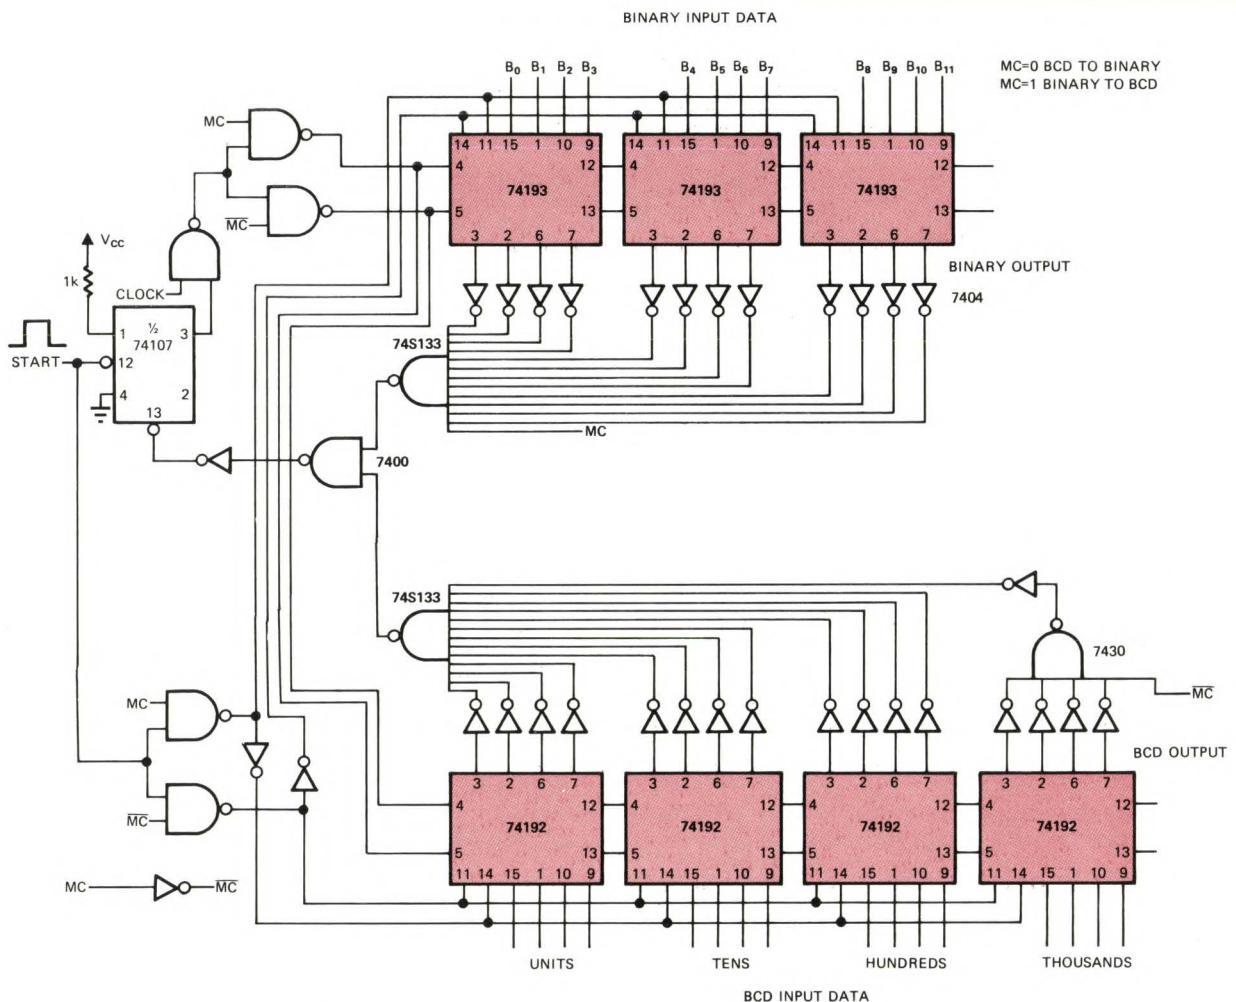 BINARY INPUT DATA
B0 B1 B2 B3 B4 B5 B6 B7 B8 B9 B10 B11
MC=0 BCD TO BINARY
MC=1 BINARY TO BCD
MC
14 11 15 1 10 9 14 11 15 1 10 9 14 11 15 1 10 9
4 12 4 12 4 12
74193 74193 74193
5 13 5 13 5 13
3 2 6 7 3 2 6 7 3 2 6 7
MC
VCC
1k
CLOCK
BINARY OUTPUT
7404
1 ½ 3
74107
START
12
4 2
13
74S133
MC
7400
74S133
7430
MC
MC
BCD OUTPUT
MC
MC MC
3 2 6 7 3 2 6 7 3 2 6 7 3 2 6 7
4 12 4 12 4 12 4 12
74192 74192 74192 74192
5 13 5 13 5 13 5 13
11 14 15 1 10 9 11 14 15 1 10 9 11 14 15 1 10 9 11 14 15 1 10 9
UNITS TENS HUNDREDS THOUSANDS
BCD INPUT DATA